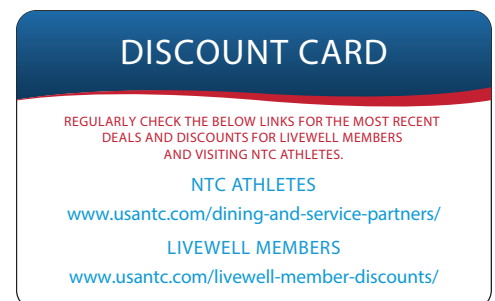 DISCOUNT CARD
REGULARLY CHECK THE BELOW LINKS FOR THE MOST RECENT
DEALS AND DISCOUNTS FOR LIVEWELL MEMBERS
AND VISITING NTC ATHLETES.
NTC ATHLETES
www.usantc.com/dining-and-service-partners/
LIVEWELL MEMBERS
www.usantc.com/livewell-member-discounts/